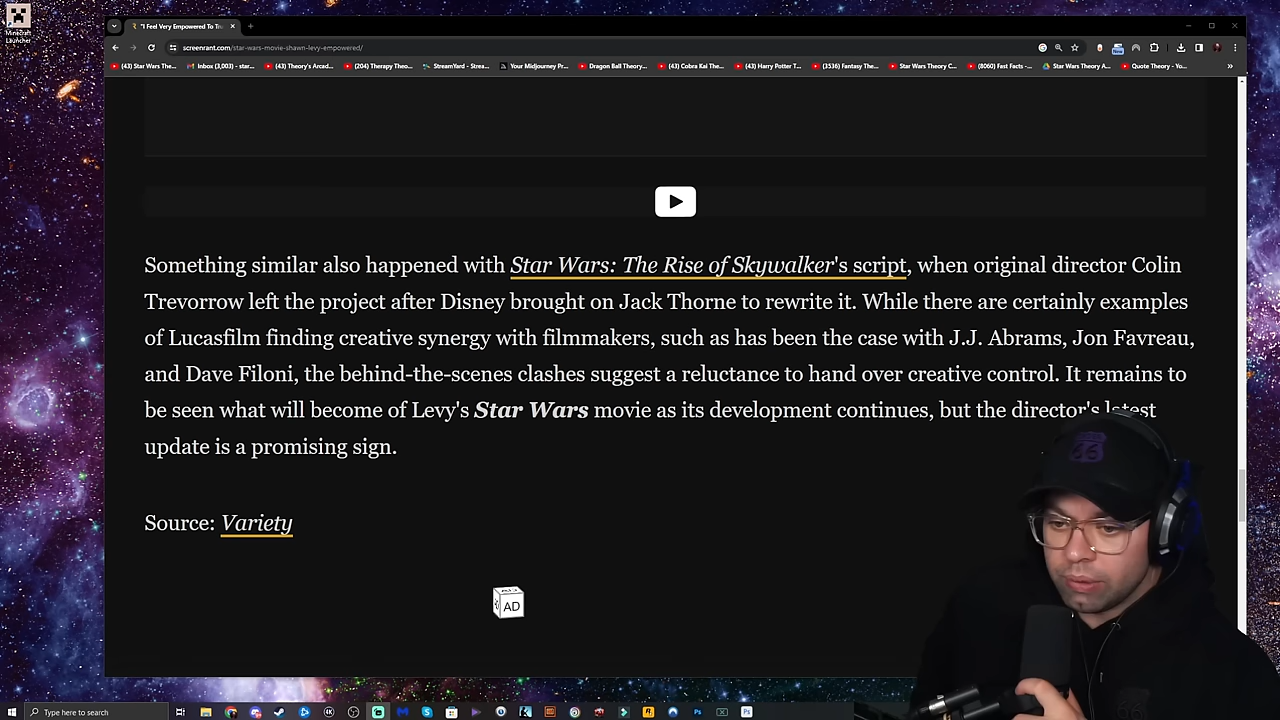 Minecraft
Launcher
"I Feel Very Empowered To Tr
screenrant.com/star-wars-movie-shawn-levy-empowered/
(43) Star Wars The...
Inbox (3,003) - star...
(43) Theory's Arcad...
(204) Therapy Theo...
StreamYard - Strea...
Your Midjourney Pr...
Dragon Ball Theory...
(43) Cobra Kai The...
(43) Harry Potter T...
(3536) Fantasy The...
Star Wars Theory C...
(8060) Fast Facts -...
Star Wars Theory A...
Quote Theory - Yo...
Something similar also happened with Star Wars: The Rise of Skywalker's script, when original director Colin
Trevorrow left the project after Disney brought on Jack Thorne to rewrite it. While there are certainly examples
of Lucasfilm finding creative synergy with filmmakers, such as has been the case with J.J. Abrams, Jon Favreau,
and Dave Filoni, the behind-the-scenes clashes suggest a reluctance to hand over creative control. It remains to
be seen what will become of Levy's Star Wars movie as its development continues, but the director's latest
update is a promising sign.
Source: Variety
AD
66
Type here to search